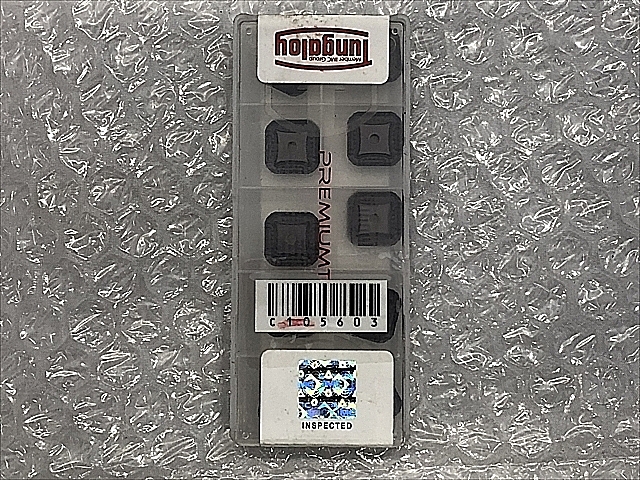 Tungaloy
Member IMC Group
PREMIUMT
C105603
INSPECTED